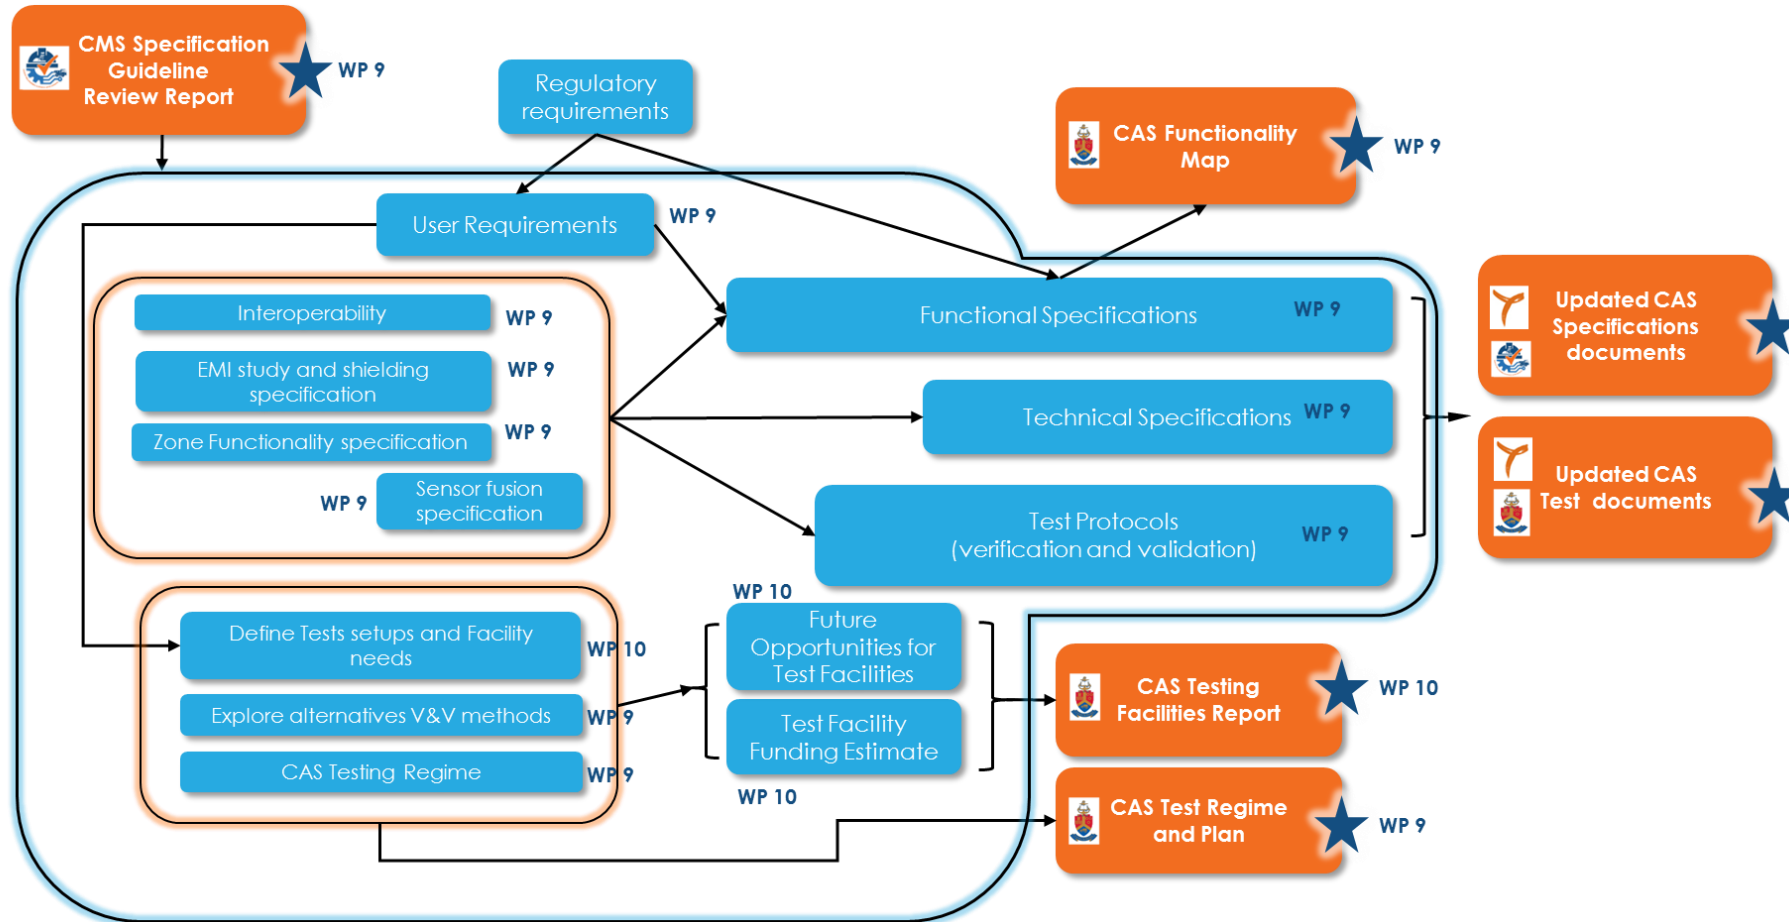 CMS Specification
Guideline
Review Report
WP 9
Regulatory
requirements
CAS Functionality
Map
WP 9
User Requirements
WP 9
Interoperability
WP 9
EMI study and shielding
specification
WP 9
Zone Functionality specification
WP 9
Sensor fusion
specification
WP 9
Functional Specifications
WP 9
Technical Specifications
WP 9
Test Protocols
(verification and validation)
WP 9
Updated CAS
Specifications
documents
Updated CAS
Test documents
Define Tests setups and Facility
needs
WP 10
Explore alternatives V&V methods
WP 9
CAS Testing Regime
WP 9
WP 10
Future
Opportunities for
Test Facilities
Test Facility
Funding Estimate
WP 10
CAS Testing
Facilities Report
WP 10
CAS Test Regime
and Plan
WP 9